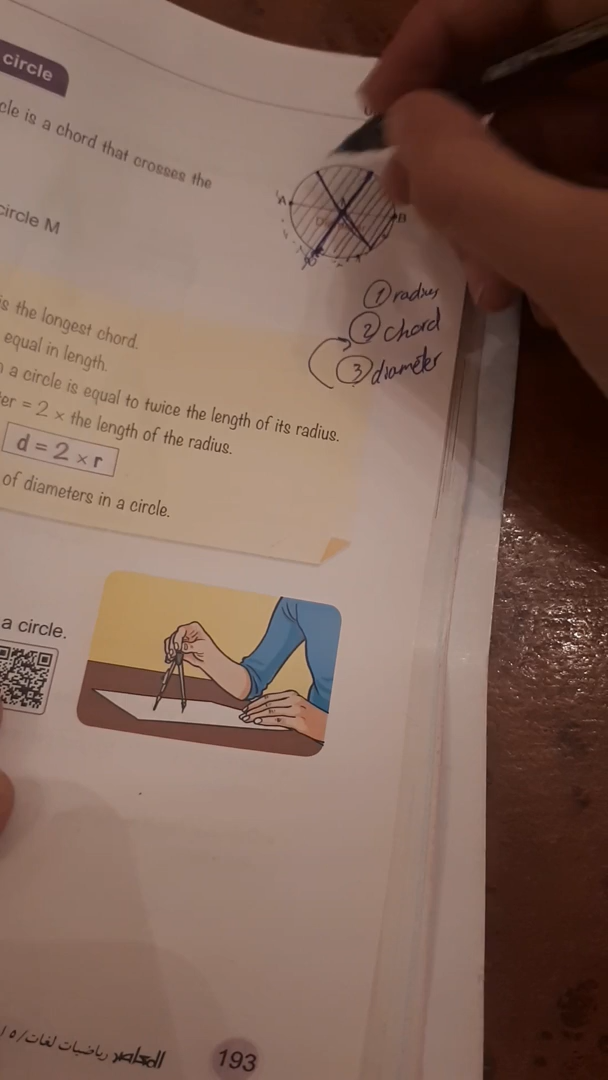 circle
cle is a chord that crosses the
circle M
A
B
① radius
② chord
③ diameter
is the longest chord.
equal in length.
a circle is equal to twice the length of its radius.
er = 2 × the length of the radius.
d = 2 × r
of diameters in a circle.
a circle.
المعاصر رياضيات لغات / ٥
193